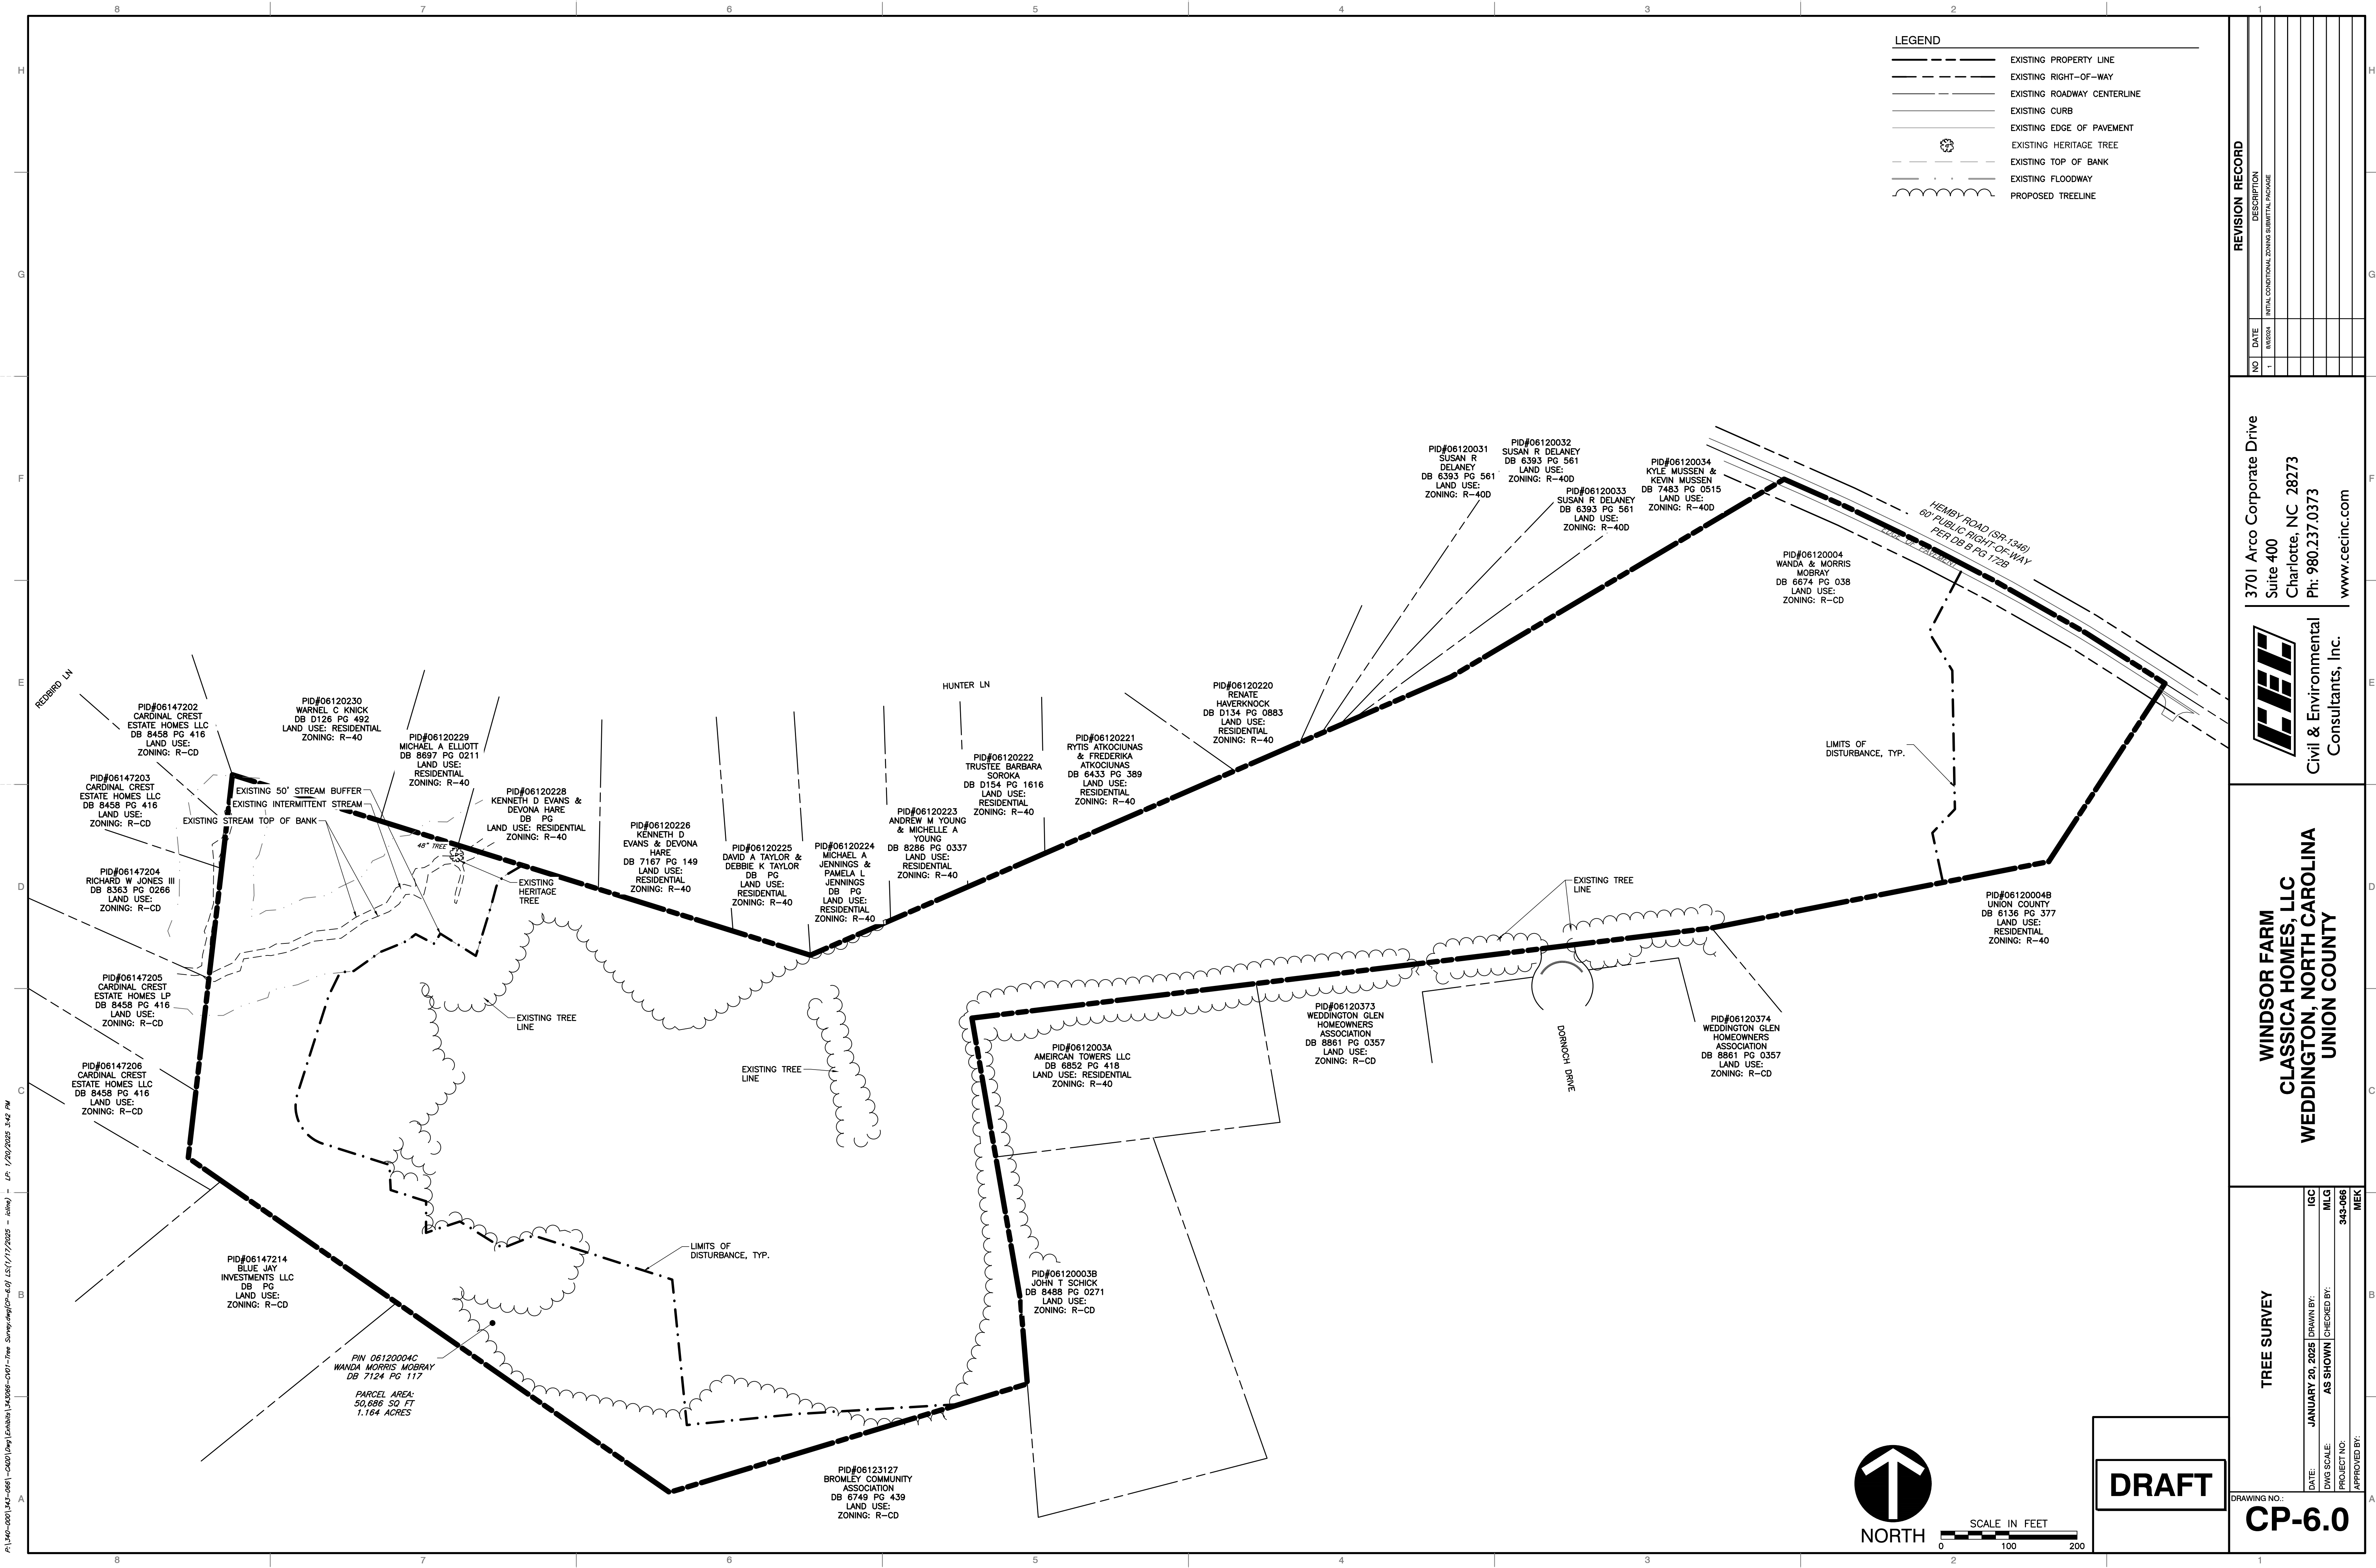 8 7 6 5 4 3 2 1
H
G
F
E
D
C
B
A
H
G
F
E
D
C
B
A
LEGEND
EXISTING PROPERTY LINE
EXISTING RIGHT-OF-WAY
EXISTING ROADWAY CENTERLINE
EXISTING CURB
EXISTING EDGE OF PAVEMENT
EXISTING HERITAGE TREE
EXISTING TOP OF BANK
EXISTING FLOODWAY
PROPOSED TREELINE
PID#06120031
SUSAN R
DELANEY
DB 6393 PG 561
LAND USE:
ZONING: R-40D
PID#06120032
SUSAN R DELANEY
DB 6393 PG 561
LAND USE:
ZONING: R-40D
PID#06120033
SUSAN R DELANEY
DB 6393 PG 561
LAND USE:
ZONING: R-40D
PID#06120034
KYLE MUSSEN &
KEVIN MUSSEN
DB 7483 PG 0515
LAND USE:
ZONING: R-40D
HEMBY ROAD (SR-1346)
60' PUBLIC RIGHT-OF-WAY
PER DB B PG 172B
EDGE OF PAVEMENT
PID#06120004
WANDA & MORRIS
MOBRAY
DB 6674 PG 038
LAND USE:
ZONING: R-CD
REDBIRD LN
PID#06147202
CARDINAL CREST
ESTATE HOMES LLC
DB 8458 PG 416
LAND USE:
ZONING: R-CD
PID#06120230
WARNEL C KNICK
DB D126 PG 492
LAND USE: RESIDENTIAL
ZONING: R-40
PID#06120229
MICHAEL A ELLIOTT
DB 8697 PG 0211
LAND USE:
RESIDENTIAL
ZONING: R-40
HUNTER LN
PID#06120220
RENATE
HAVERKNOCK
DB D134 PG 0883
LAND USE:
RESIDENTIAL
ZONING: R-40
PID#06120221
RYTIS ATKOCIUNAS
& FREDERIKA
ATKOCIUNAS
DB 6433 PG 389
LAND USE:
RESIDENTIAL
ZONING: R-40
PID#06120222
TRUSTEE BARBARA
SOROKA
DB D154 PG 1616
LAND USE:
RESIDENTIAL
ZONING: R-40
LIMITS OF
DISTURBANCE, TYP.
PID#06147203
CARDINAL CREST
ESTATE HOMES LLC
DB 8458 PG 416
LAND USE:
ZONING: R-CD
EXISTING 50' STREAM BUFFER
EXISTING INTERMITTENT STREAM
EXISTING STREAM TOP OF BANK
48" TREE
PID#06120228
KENNETH D EVANS &
DEVONA HARE
DB PG
LAND USE: RESIDENTIAL
ZONING: R-40
PID#06120226
KENNETH D
EVANS & DEVONA
HARE
DB 7167 PG 149
LAND USE:
RESIDENTIAL
ZONING: R-40
PID#06120225
DAVID A TAYLOR &
DEBBIE K TAYLOR
DB PG
LAND USE:
RESIDENTIAL
ZONING: R-40
PID#06120224
MICHAEL A
JENNINGS &
PAMELA L
JENNINGS
DB PG
LAND USE:
RESIDENTIAL
ZONING: R-40
PID#06120223
ANDREW M YOUNG
& MICHELLE A
YOUNG
DB 8286 PG 0337
LAND USE:
RESIDENTIAL
ZONING: R-40
PID#06147204
RICHARD W JONES III
DB 8363 PG 0266
LAND USE:
ZONING: R-CD
EXISTING
HERITAGE
TREE
EXISTING TREE
LINE
PID#06120004B
UNION COUNTY
DB 6136 PG 377
LAND USE:
RESIDENTIAL
ZONING: R-40
PID#06147205
CARDINAL CREST
ESTATE HOMES LP
DB 8458 PG 416
LAND USE:
ZONING: R-CD
EXISTING TREE
LINE
EXISTING TREE
LINE
PID#0612003A
AMEIRCAN TOWERS LLC
DB 6852 PG 418
LAND USE: RESIDENTIAL
ZONING: R-40
PID#06120373
WEDDINGTON GLEN
HOMEOWNERS
ASSOCIATION
DB 8861 PG 0357
LAND USE:
ZONING: R-CD
DORNOCH DRIVE
PID#06120374
WEDDINGTON GLEN
HOMEOWNERS
ASSOCIATION
DB 8861 PG 0357
LAND USE:
ZONING: R-CD
PID#06147206
CARDINAL CREST
ESTATE HOMES LLC
DB 8458 PG 416
LAND USE:
ZONING: R-CD
PID#06147214
BLUE JAY
INVESTMENTS LLC
DB PG
LAND USE:
ZONING: R-CD
LIMITS OF
DISTURBANCE, TYP.
PID#06120003B
JOHN T SCHICK
DB 8488 PG 0271
LAND USE:
ZONING: R-CD
PIN 06120004C
WANDA MORRIS MOBRAY
DB 7124 PG 117
PARCEL AREA:
50,686 SQ FT
1.164 ACRES
PID#06123127
BROMLEY COMMUNITY
ASSOCIATION
DB 6749 PG 439
LAND USE:
ZONING: R-CD
NORTH
SCALE IN FEET
0 100 200
DRAFT
REVISION RECORD
NO DATE DESCRIPTION
1 8/6/2024 INITIAL CONDITIONAL ZONING SUBMITTAL PACKAGE
3701 Arco Corporate Drive
Suite 400
Charlotte, NC 28273
Ph: 980.237.0373
www.cecinc.com
Civil & Environmental
Consultants, Inc.
WINDSOR FARM
CLASSICA HOMES, LLC
WEDDINGTON, NORTH CAROLINA
UNION COUNTY
TREE SURVEY
DATE: JANUARY 20, 2025 DRAWN BY: IGC
DWG SCALE: AS SHOWN CHECKED BY: MLG
PROJECT NO: 343-066
APPROVED BY: MEK
DRAWING NO.:
CP-6.0
8 7 6 5 4 3 2 1